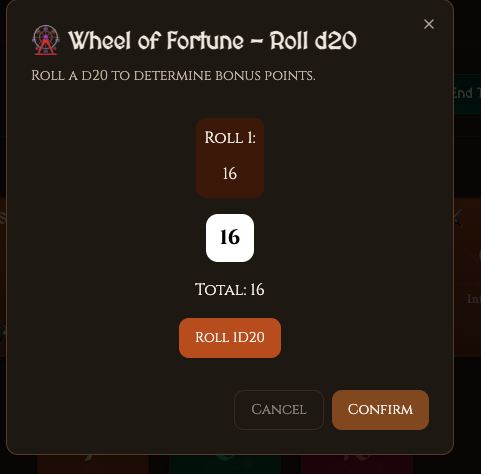 Wheel of Fortune – Roll d20
Roll a d20 to determine bonus points.
Roll 1:
16
16
Total: 16
Roll 1d20
Cancel
Confirm
End